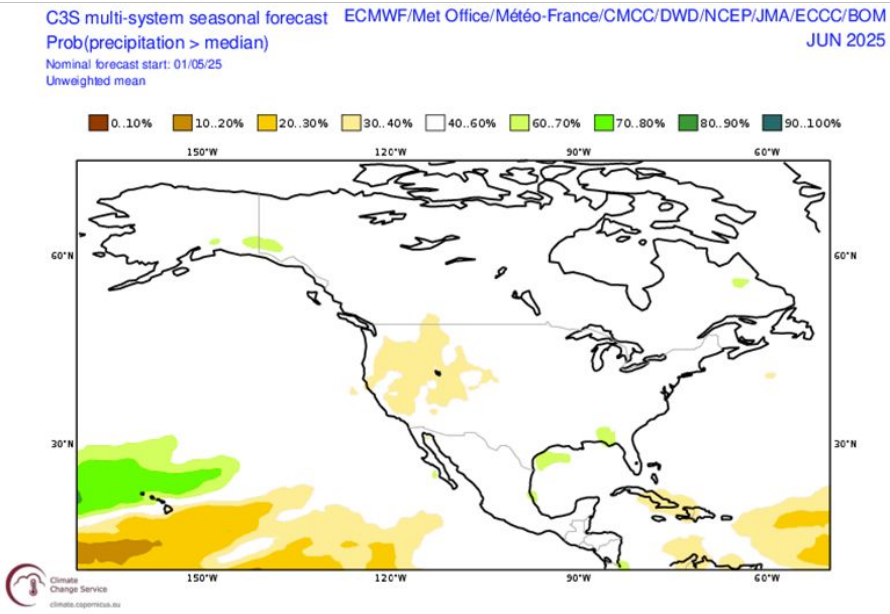 C3S multi-system seasonal forecast ECMWF/Met Office/Météo-France/CMCC/DWD/NCEP/JMA/ECCC/BOM
Prob(precipitation > median) JUN 2025
Nominal forecast start: 01/05/25
Unweighted mean
0..10% 10..20% 20..30% 30..40% 40..60% 60..70% 70..80% 80..90% 90..100%
150°W 120°W 90°W 60°W
60°N 60°N
30°N 30°N
150°W 120°W 90°W 60°W
Climate
Change Service
climate.copernicus.eu